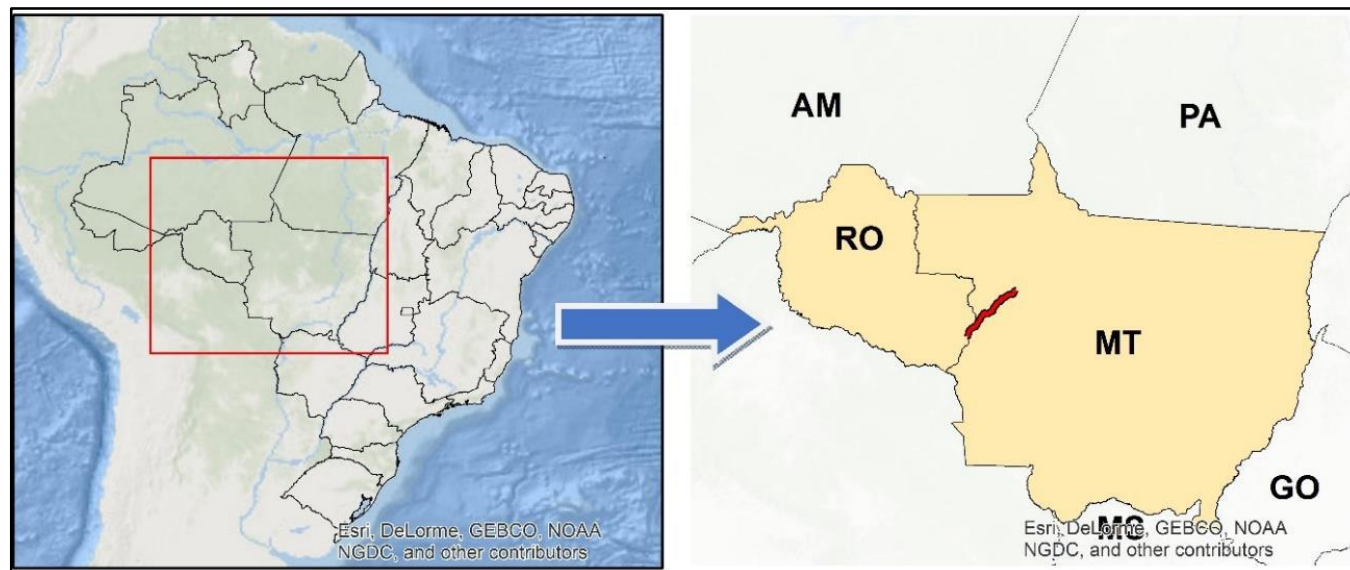 Esri, DeLorme, GEBCO, NOAA
NGDC, and other contributors
AM
PA
RO
MT
GO
MS
Esri, DeLorme, GEBCO, NOAA
NGDC, and other contributors